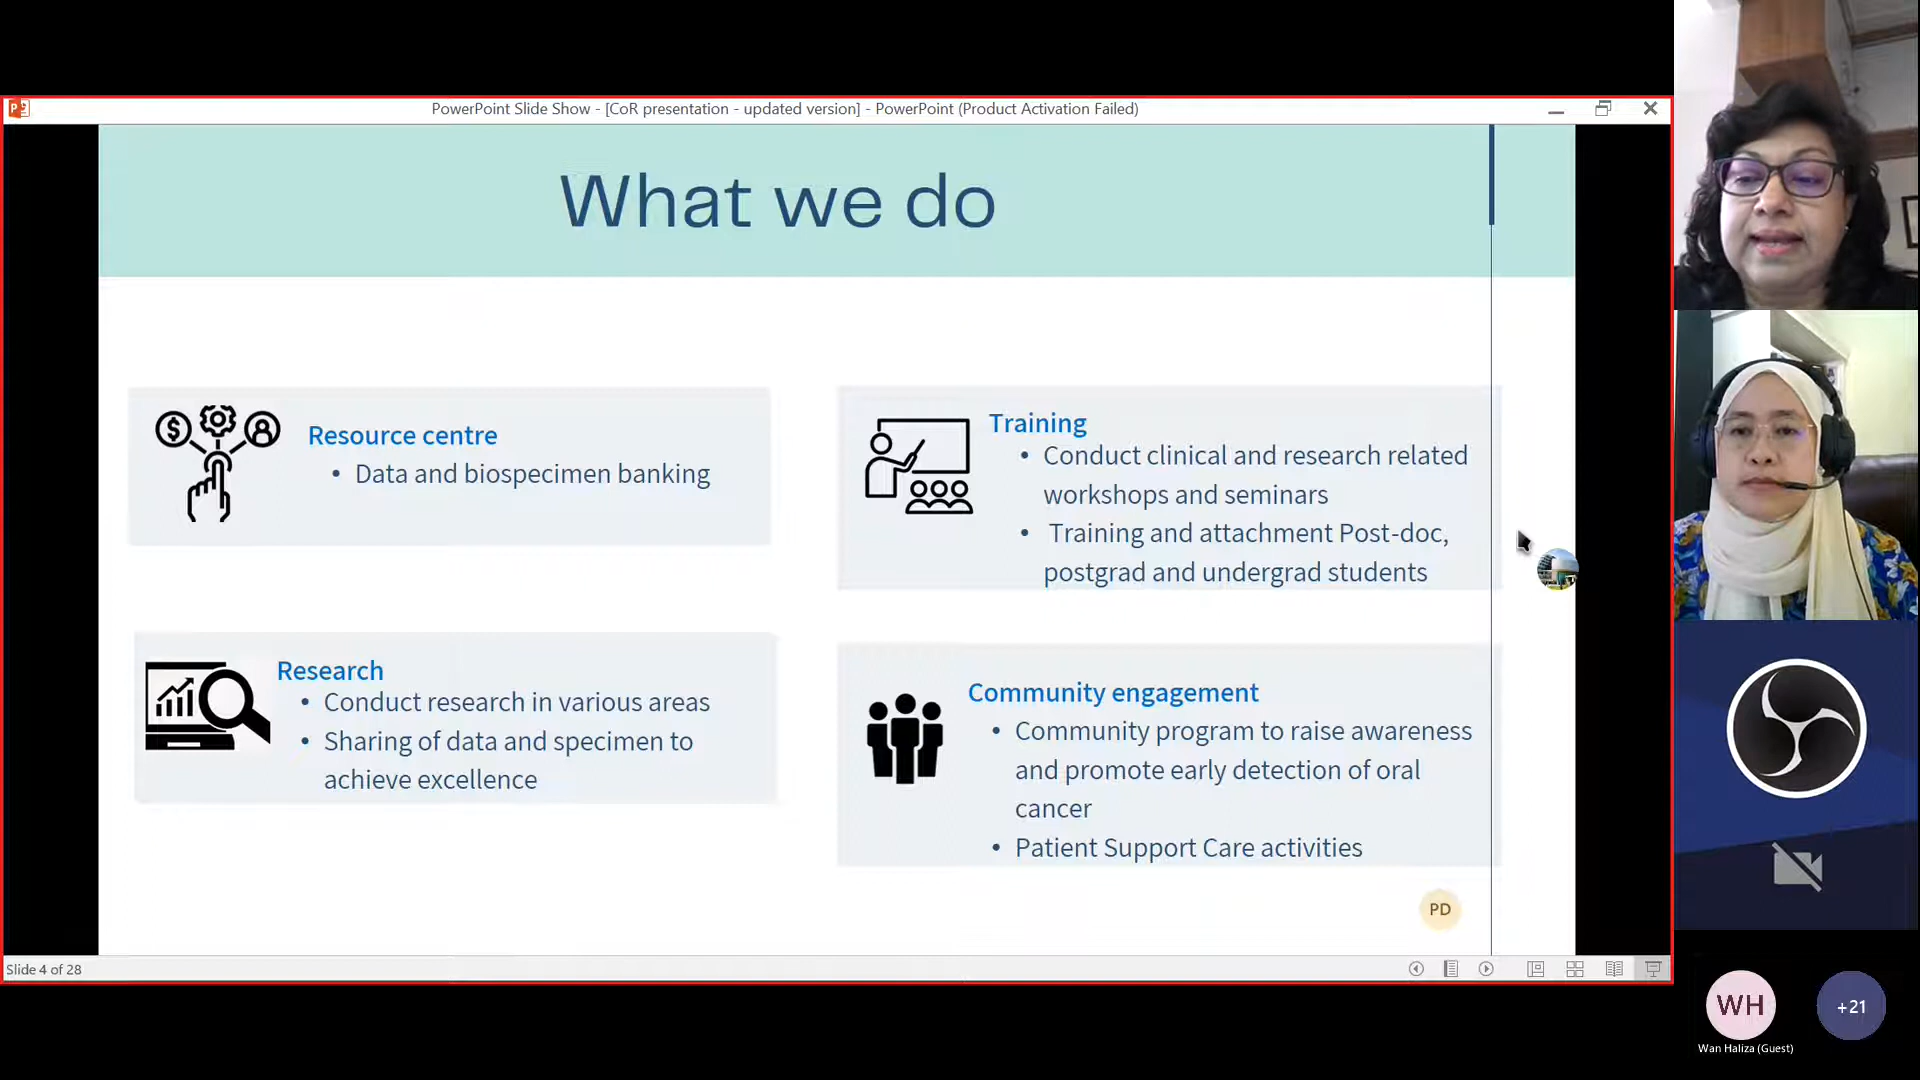 PowerPoint Slide Show - [CoR presentation - updated version] - PowerPoint (Product Activation Failed)
What we do
Resource centre
• Data and biospecimen banking
Training
• Conduct clinical and research related
workshops and seminars
• Training and attachment Post-doc,
postgrad and undergrad students
Research
• Conduct research in various areas
• Sharing of data and specimen to
achieve excellence
Community engagement
• Community program to raise awareness
and promote early detection of oral
cancer
• Patient Support Care activities
PD
Slide 4 of 28
WH
+21
Wan Haliza (Guest)